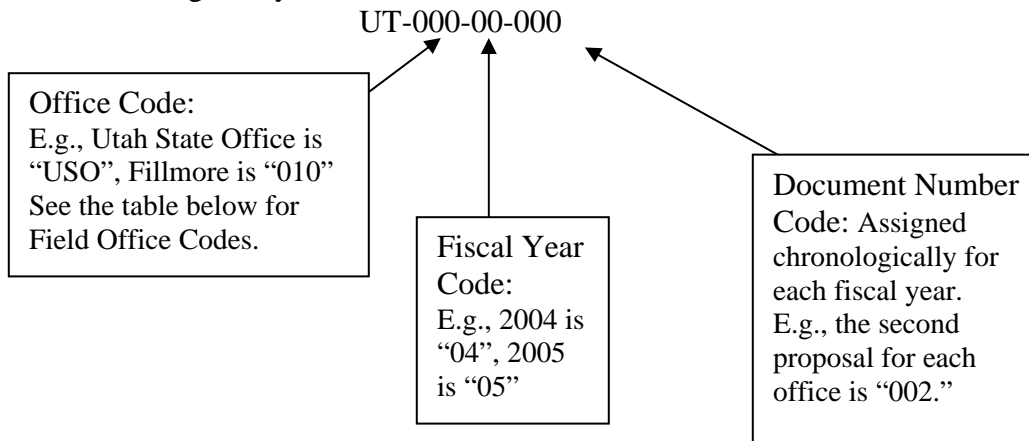 UT-000-00-000
Office Code:
E.g., Utah State Office is
“USO”, Fillmore is “010”
See the table below for
Field Office Codes.
Fiscal Year
Code:
E.g., 2004 is
“04”, 2005
is “05”
Document Number
Code: Assigned
chronologically for
each fiscal year.
E.g., the second
proposal for each
office is “002.”